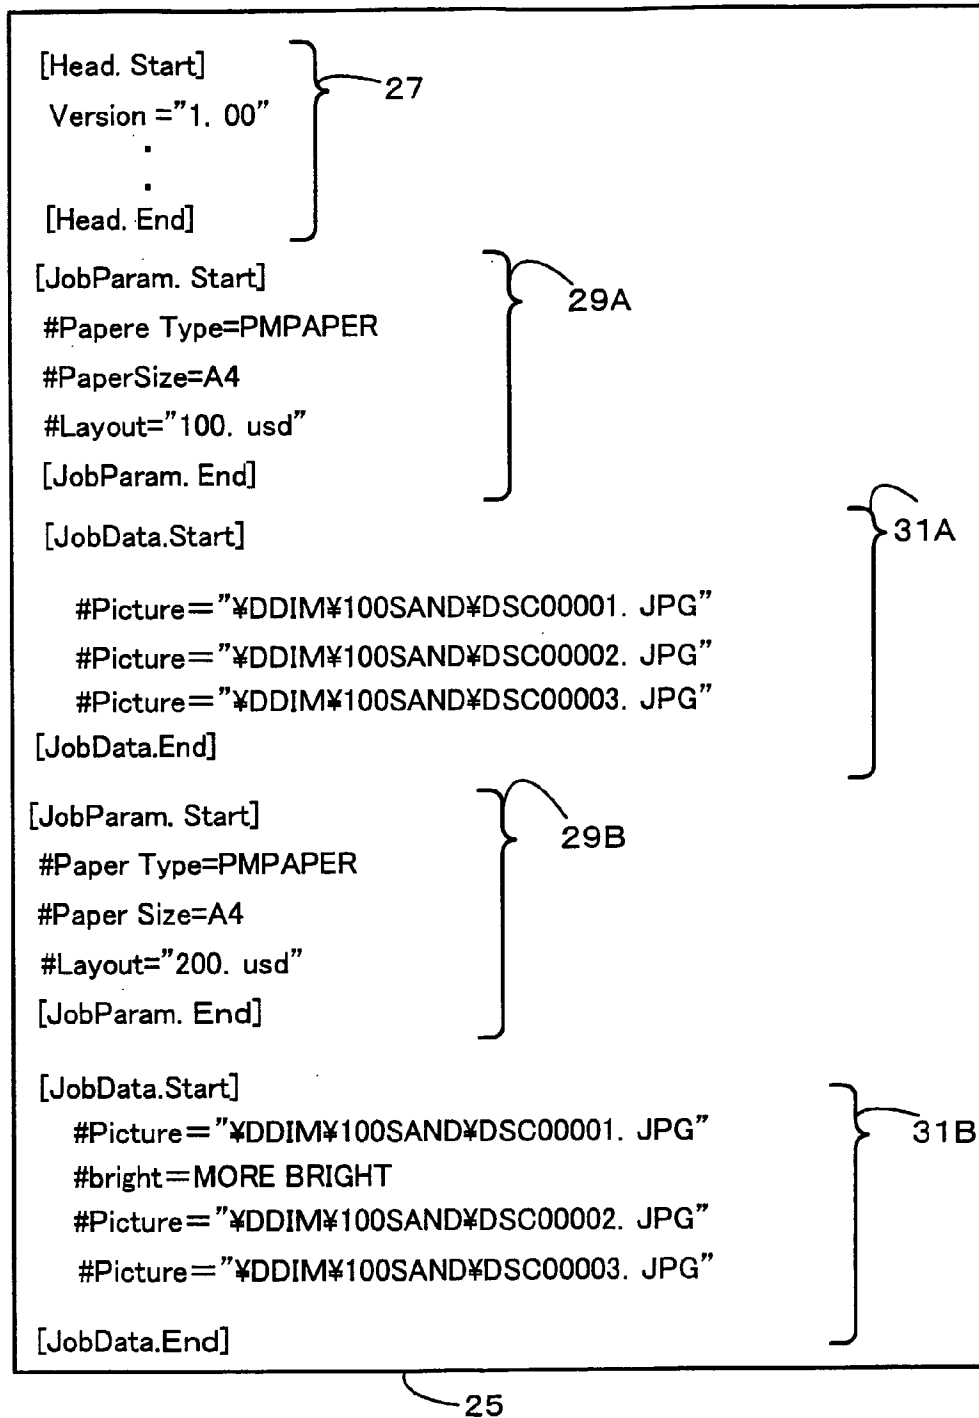 [Head. Start]
27
Version ="1. 00"
.
.
[Head. End]
[JobParam. Start]
29A
#Papere Type=PMPAPER
#PaperSize=A4
#Layout="100. usd"
[JobParam. End]
[JobData.Start]
31A
#Picture="¥DDIM¥100SAND¥DSC00001. JPG"
#Picture="¥DDIM¥100SAND¥DSC00002. JPG"
#Picture="¥DDIM¥100SAND¥DSC00003. JPG"
[JobData.End]
[JobParam. Start]
29B
#Paper Type=PMPAPER
#Paper Size=A4
#Layout="200. usd"
[JobParam. End]
[JobData.Start]
#Picture="¥DDIM¥100SAND¥DSC00001. JPG"
31B
#bright=MORE BRIGHT
#Picture="¥DDIM¥100SAND¥DSC00002. JPG"
#Picture="¥DDIM¥100SAND¥DSC00003. JPG"
[JobData.End]
25